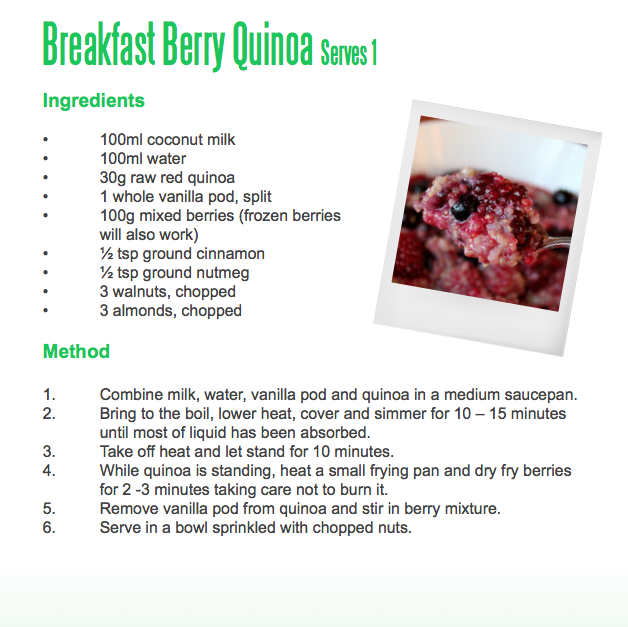 Breakfast Berry Quinoa Serves 1
Ingredients
• 100ml coconut milk
• 100ml water
• 30g raw red quinoa
• 1 whole vanilla pod, split
• 100g mixed berries (frozen berries
will also work)
• ½ tsp ground cinnamon
• ½ tsp ground nutmeg
• 3 walnuts, chopped
• 3 almonds, chopped
Method
1. Combine milk, water, vanilla pod and quinoa in a medium saucepan.
2. Bring to the boil, lower heat, cover and simmer for 10 – 15 minutes
until most of liquid has been absorbed.
3. Take off heat and let stand for 10 minutes.
4. While quinoa is standing, heat a small frying pan and dry fry berries
for 2 -3 minutes taking care not to burn it.
5. Remove vanilla pod from quinoa and stir in berry mixture.
6. Serve in a bowl sprinkled with chopped nuts.